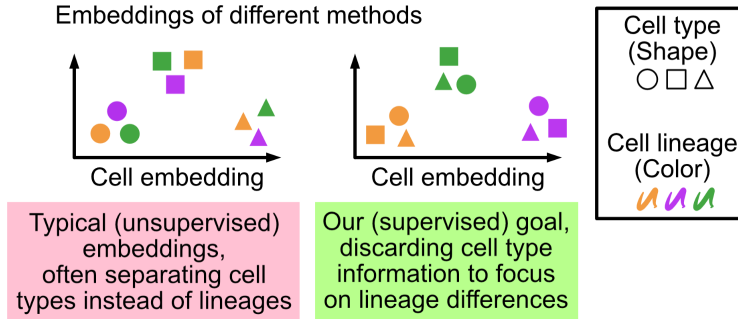 Embeddings of different methods
Cell embedding
Typical (unsupervised)
embeddings,
often separating cell
types instead of lineages
Cell embedding
Our (supervised) goal,
discarding cell type
information to focus
on lineage differences
Cell type
(Shape)
Cell lineage
(Color)